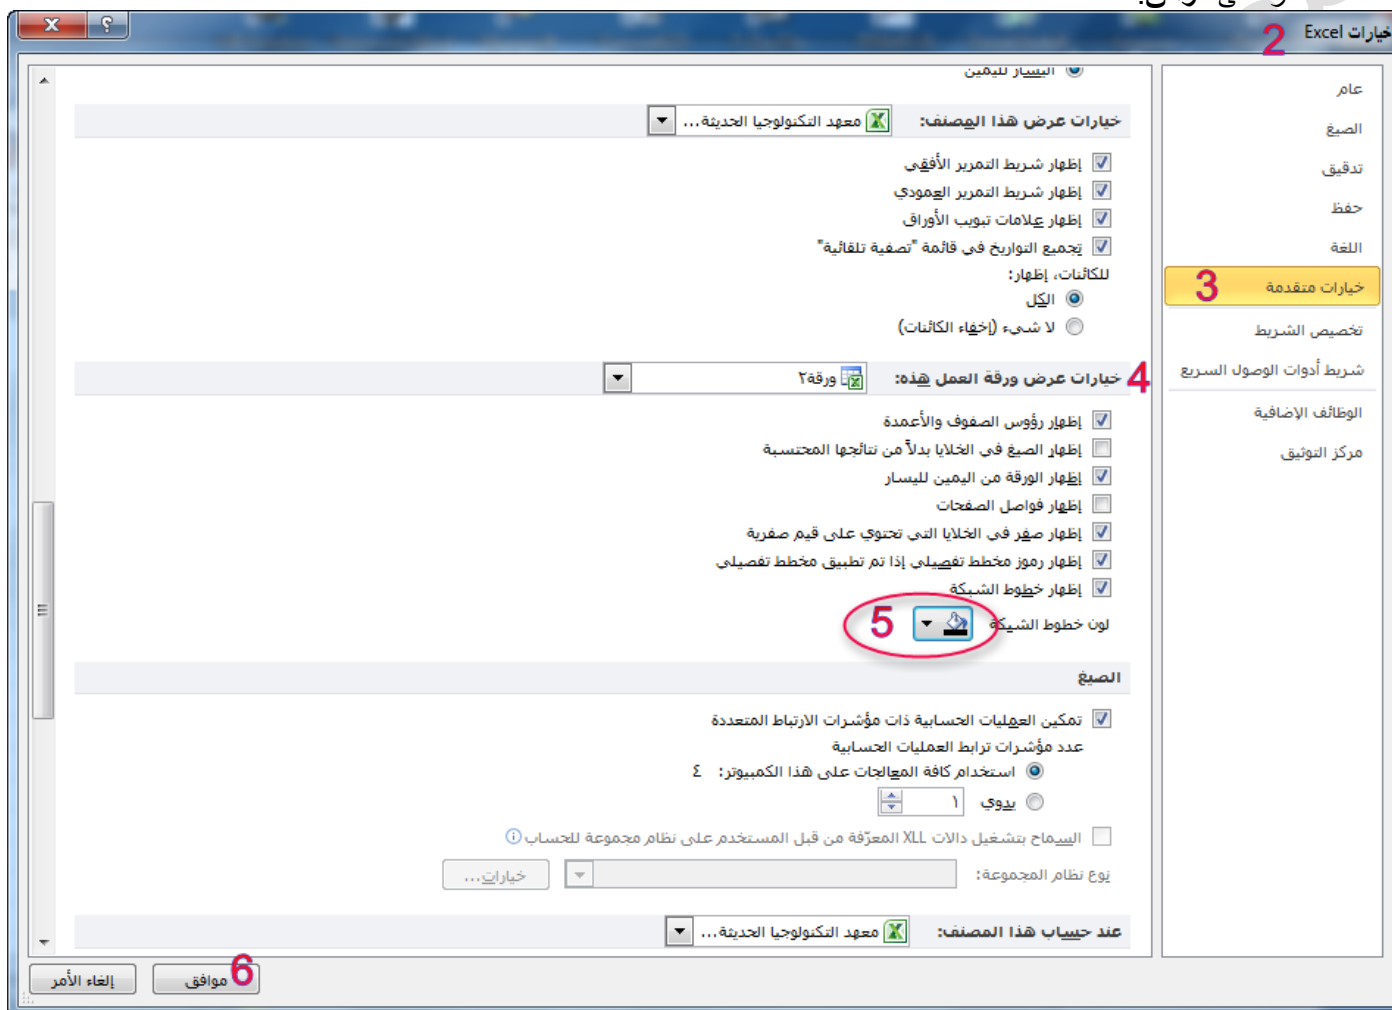 خيارات Excel 2
عام
الصيغ
تدقيق
حفظ
اللغة
خيارات متقدمة 3
تخصيص الشريط
شريط أدوات الوصول السريع
الوظائف الإضافية
مركز التوثيق
اليسار لليمين
خيارات عرض هذا المصنف: معهد التكنولوجيا الحديثة...
إظهار شريط التمرير الأفقي
إظهار شريط التمرير العمودي
إظهار علامات تبويب الأوراق
تجميع التواريخ في قائمة "تصفية تلقائية"
للكائنات، إظهار:
الكل
لا شيء (إخفاء الكائنات)
4 خيارات عرض ورقة العمل هذه: ورقة٢
إظهار رؤوس الصفوف والأعمدة
إظهار الصيغ في الخلايا بدلاً من نتائجها المحتسبة
إظهار الورقة من اليمين لليسار
إظهار فواصل الصفحات
إظهار صفر في الخلايا التي تحتوي على قيم صفرية
إظهار رموز مخطط تفصيلي إذا تم تطبيق مخطط تفصيلي
إظهار خطوط الشبكة
لون خطوط الشبكة 5
الصيغ
تمكين العمليات الحسابية ذات مؤشرات الارتباط المتعددة
عدد مؤشرات ترابط العمليات الحسابية
استخدام كافة المعالجات على هذا الكمبيوتر: ٤
يدوي ١
السماح بتشغيل دالات XLL المعرّفة من قبل المستخدم على نظام مجموعة للحساب
نوع نظام المجموعة: خيارات...
عند حساب هذا المصنف: معهد التكنولوجيا الحديثة...
6 موافق
إلغاء الأمر